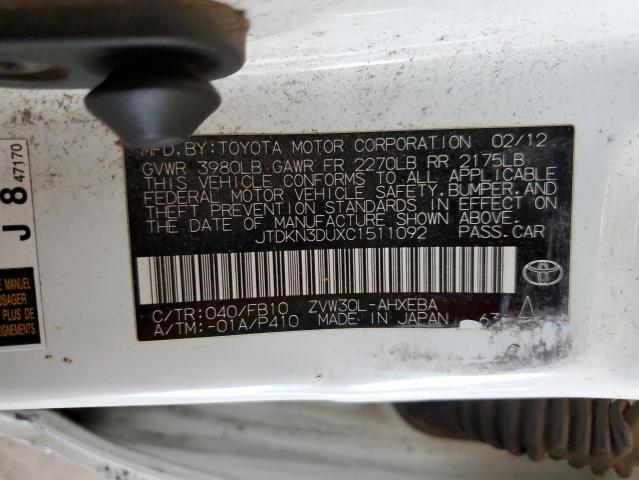 MFD.BY:TOYOTA MOTOR CORPORATION 02/12
GVWR 3980LB GAWR FR 2270LB RR 2175LB
THIS VEHICLE CONFORMS TO ALL APPLICABLE
FEDERAL MOTOR VEHICLE SAFETY.BUMPER.AND
THEFT PREVENTION STANDARDS IN EFFECT ON
THE DATE OF MANUFACTURE SHOWN ABOVE.
JTDKN3DUXC1511092 PASS.CAR
C/TR:040/FB10 ZVW30L-AHXEBA
A/TM:-01A/P410 MADE IN JAPAN
J 8 47170
USAGER
PLUS DE